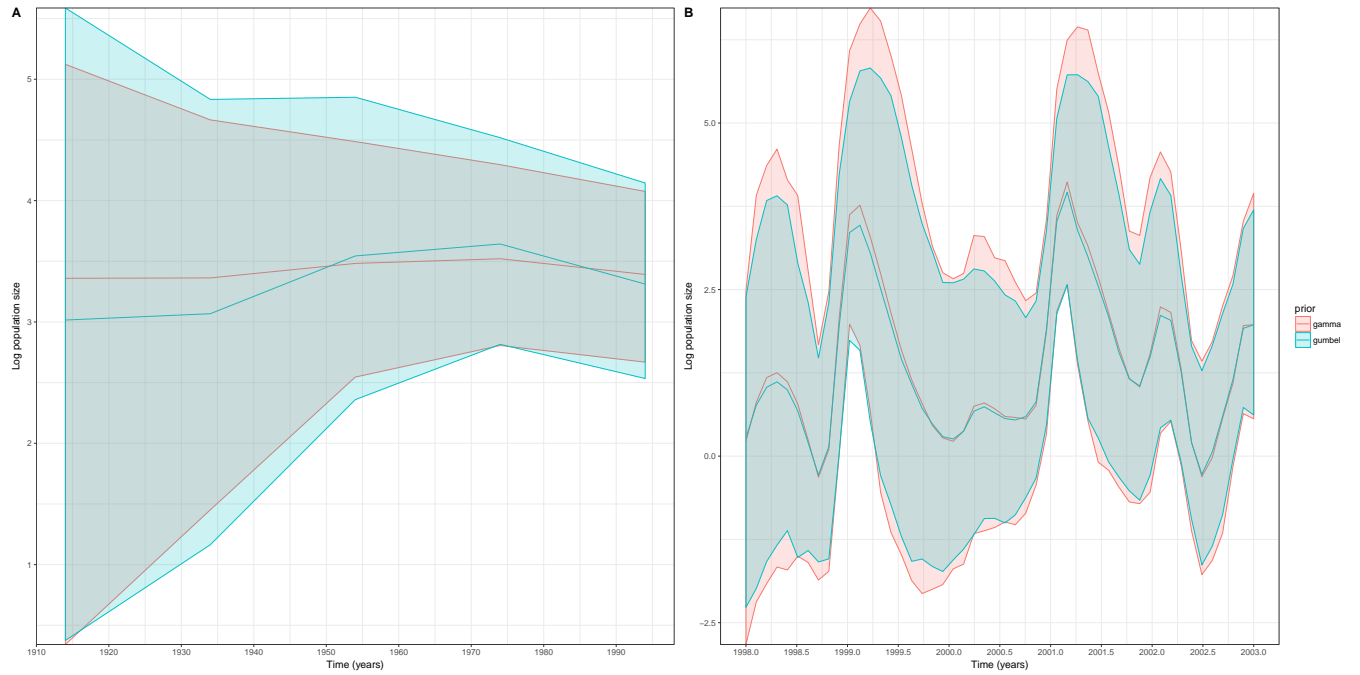 A
Log population size
5
4
3
2
1
1910 1920 1930 1940 1950 1960 1970 1980 1990
Time (years)
B
Log population size
5.0
2.5
0.0
−2.5
1998.0 1998.5 1999.0 1999.5 2000.0 2000.5 2001.0 2001.5 2002.0 2002.5 2003.0
Time (years)
prior
gamma
gumbel